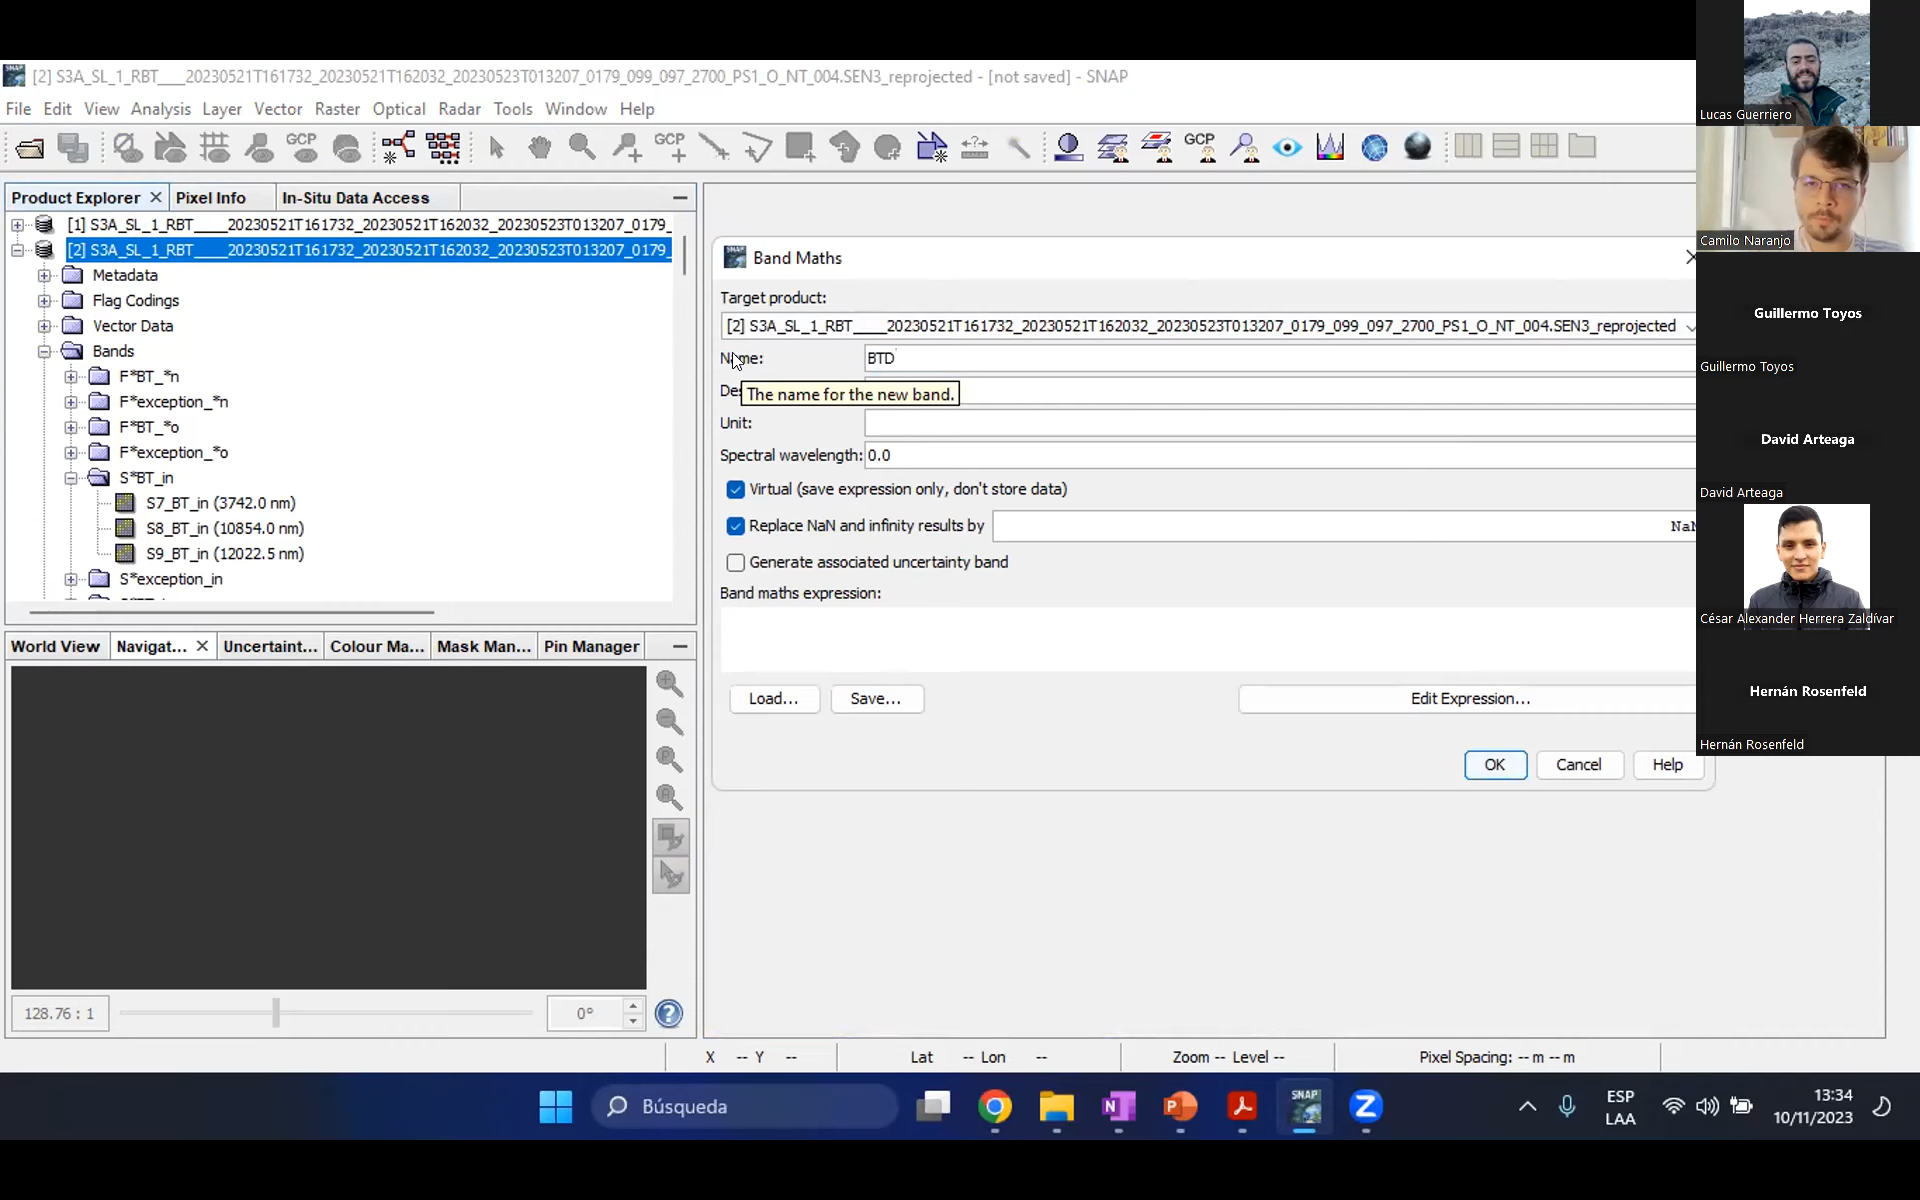 [2] S3A_SL_1_RBT____20230521T161732_20230521T162032_20230523T013207_0179_099_097_2700_PS1_O_NT_004.SEN3_reprojected - [not saved] - SNAP
File Edit View Analysis Layer Vector Raster Optical Radar Tools Window Help
GCP GCP GCP
Product Explorer Pixel Info In-Situ Data Access
[1] S3A_SL_1_RBT____20230521T161732_20230521T162032_20230523T013207_0179_
[2] S3A_SL_1_RBT____20230521T161732_20230521T162032_20230523T013207_0179_
Metadata
Flag Codings
Vector Data
Bands
F*BT_*n
F*exception_*n
F*BT_*o
F*exception_*o
S*BT_in
S7_BT_in (3742.0 nm)
S8_BT_in (10854.0 nm)
S9_BT_in (12022.5 nm)
S*exception_in
World View Navigat... Uncertaint... Colour Ma... Mask Man... Pin Manager
128.76 : 1
0°
SNAP
Band Maths
Target product:
[2] S3A_SL_1_RBT____20230521T161732_20230521T162032_20230523T013207_0179_099_097_2700_PS1_O_NT_004.SEN3_reprojected
Name: BTD
The name for the new band.
Unit:
Spectral wavelength: 0.0
Virtual (save expression only, don't store data)
Replace NaN and infinity results by
Generate associated uncertainty band
Band maths expression:
Load... Save... Edit Expression...
OK Cancel Help
X -- Y -- Lat -- Lon -- Zoom -- Level -- Pixel Spacing: -- m -- m
Búsqueda
SNAP
ESP
LAA
13:34
10/11/2023
Lucas Guerriero
Camilo Naranjo
Guillermo Toyos
Guillermo Toyos
David Arteaga
David Arteaga
César Alexander Herrera Zaldívar
Hernán Rosenfeld
Hernán Rosenfeld